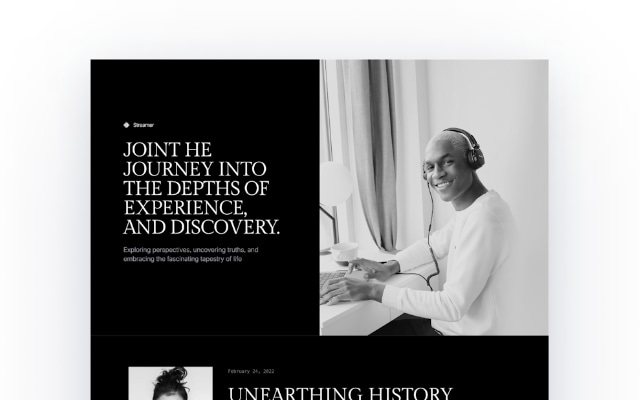 Streamer
JOINT HE
JOURNEY INTO
THE DEPTHS OF
EXPERIENCE,
AND DISCOVERY.
Exploring perspectives, uncovering truths, and
embracing the fascinating tapestry of life
February 24, 2022
UNEARTHING HISTORY